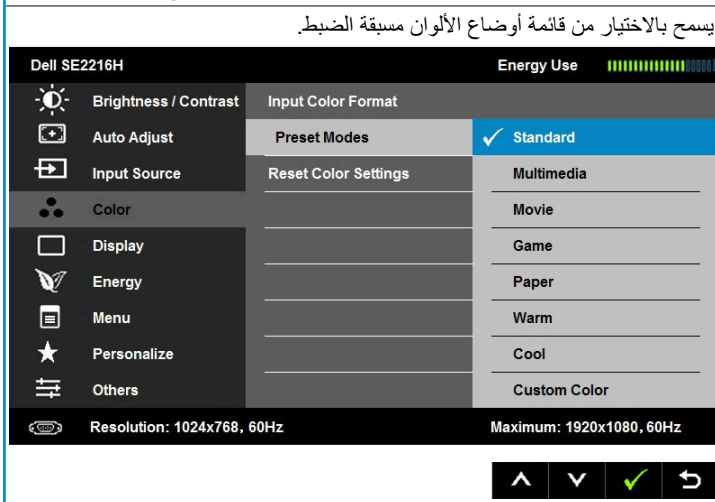 يسمح بالاختيار من قائمة أوضاع الألوان مسبقة الضبط.
Dell SE2216H Energy Use
Brightness / Contrast Input Color Format
Auto Adjust Preset Modes Standard
Input Source Reset Color Settings Multimedia
Color Movie
Display Game
Energy Paper
Menu Warm
Personalize Cool
Others Custom Color
Resolution: 1024x768, 60Hz Maximum: 1920x1080, 60Hz